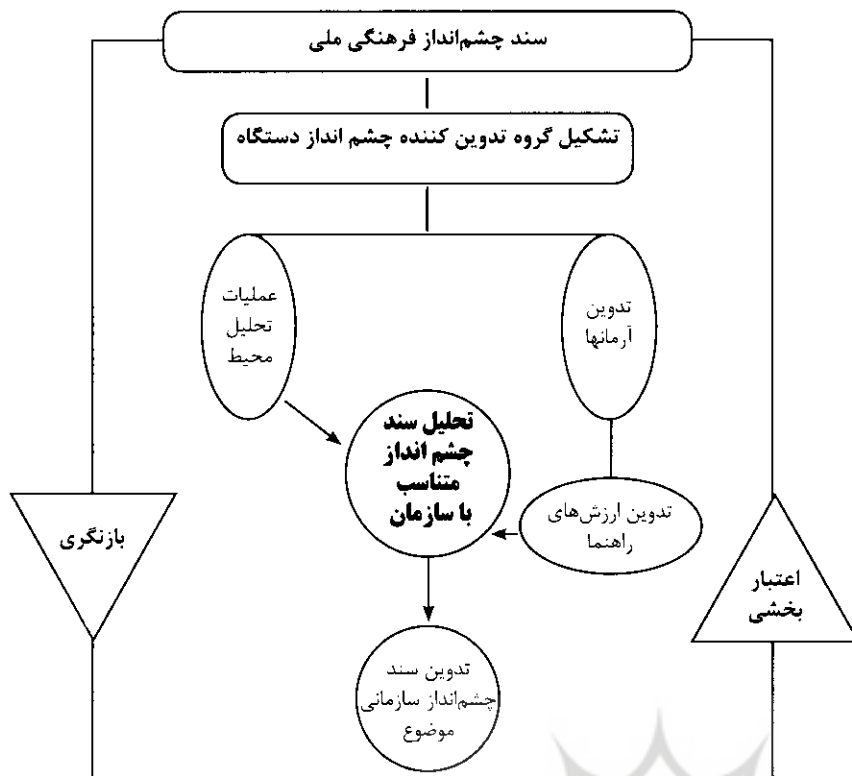 سند چشم‌انداز فرهنگی ملی
تشکیل گروه تدوین کننده چشم انداز دستگاه
تدوین
آرمانها
عملیات
تحلیل
محیط
تحلیل سند
چشم انداز
متناسب
با سازمان
تدوین ارزش‌های
راهنما
بازنگری
اعتبار
بخشی
تدوین سند
چشم‌انداز سازمانی
موضوع